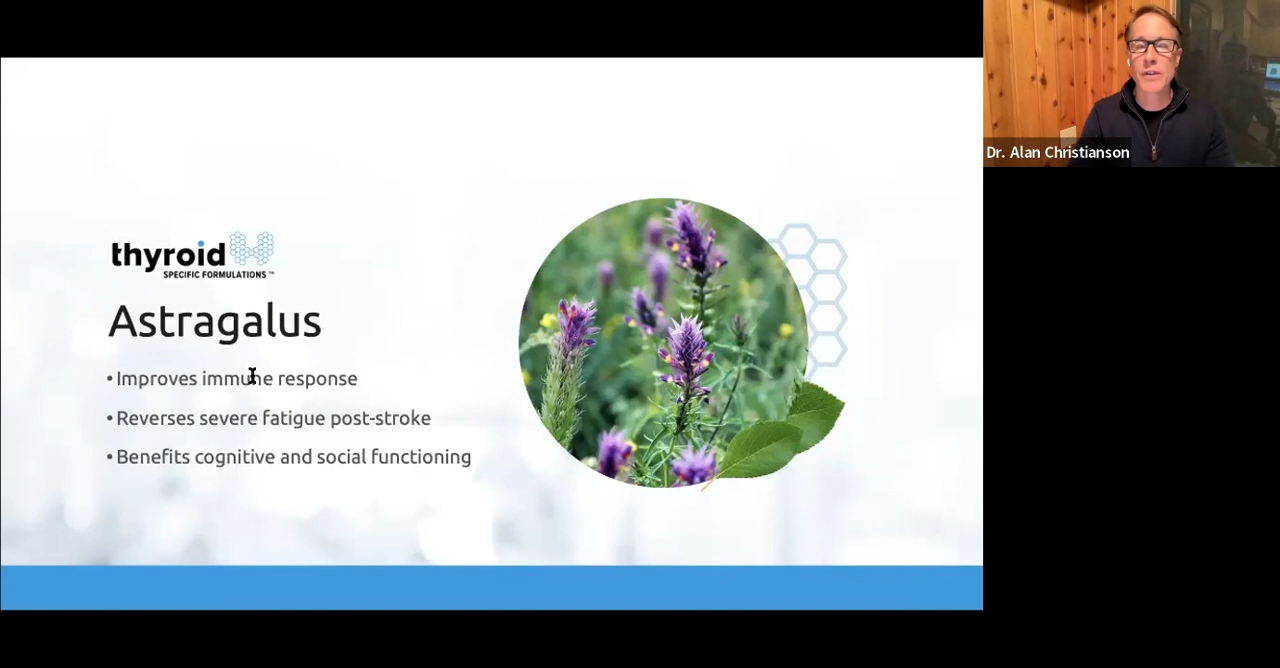 thyroid
SPECIFIC FORMULATIONS™
Astragalus
• Improves immune response
• Reverses severe fatigue post-stroke
• Benefits cognitive and social functioning
Dr. Alan Christianson